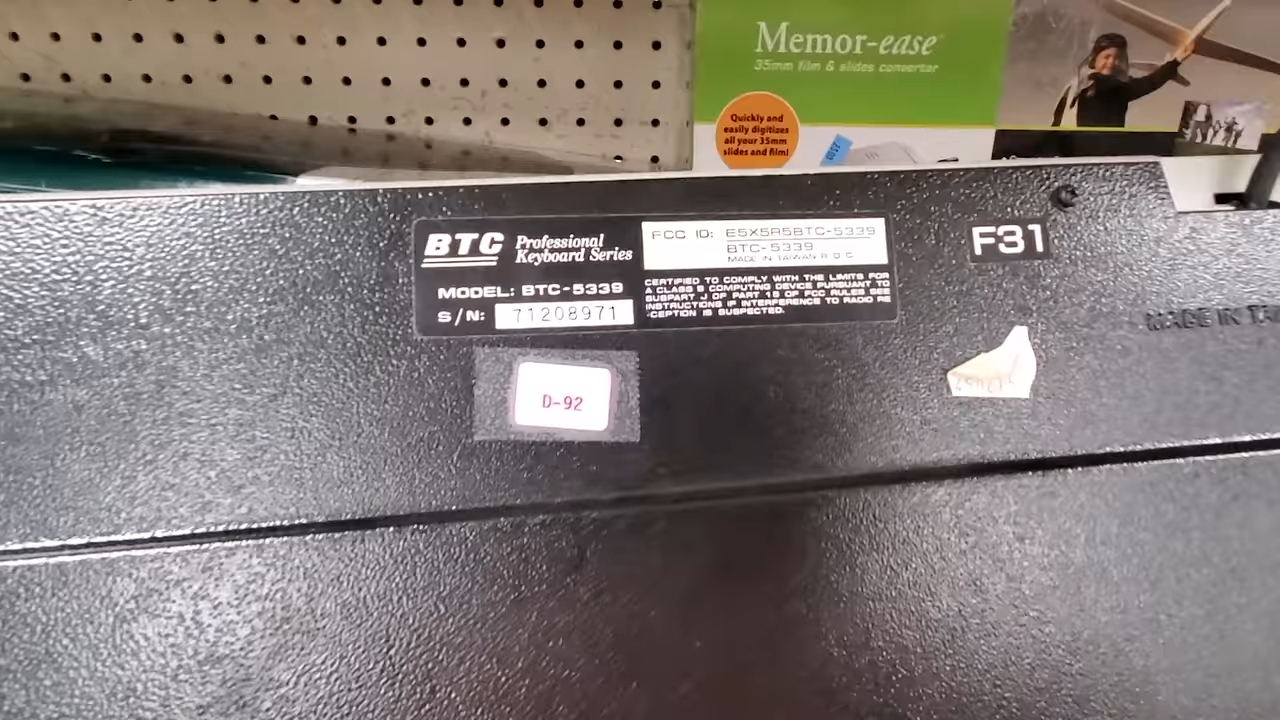 Memor-ease
35mm film & slides converter
Quickly and
easily digitizes
all your 35mm
slides and film!
BTC Professional
Keyboard Series
MODEL: BTC-5339
S/N: 71208971
FCC ID: E5X5R5BTC-5339
BTC-5339
MADE IN TAIWAN R.O.C
CERTIFIED TO COMPLY WITH THE LIMITS FOR
A CLASS B COMPUTING DEVICE PURSUANT TO
SUBPART J OF PART 15 OF FCC RULES SEE
INSTRUCTIONS IF INTERFERENCE TO RADIO RE
-CEPTION IS SUSPECTED.
F31
MADE IN
D-92